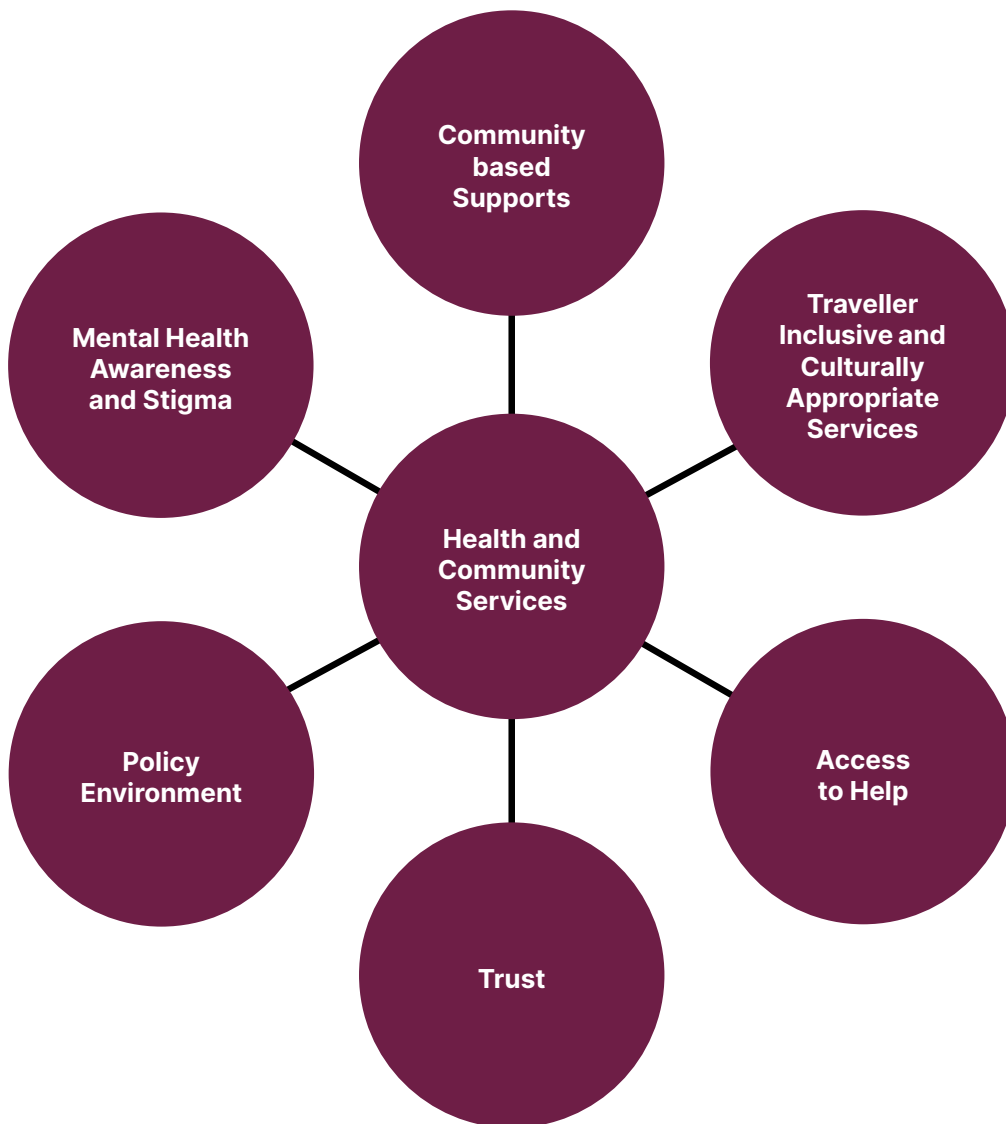 Community
based
Supports
Traveller
Inclusive and
Culturally
Appropriate
Services
Mental Health
Awareness
and Stigma
Health and
Community
Services
Policy
Environment
Access
to Help
Trust